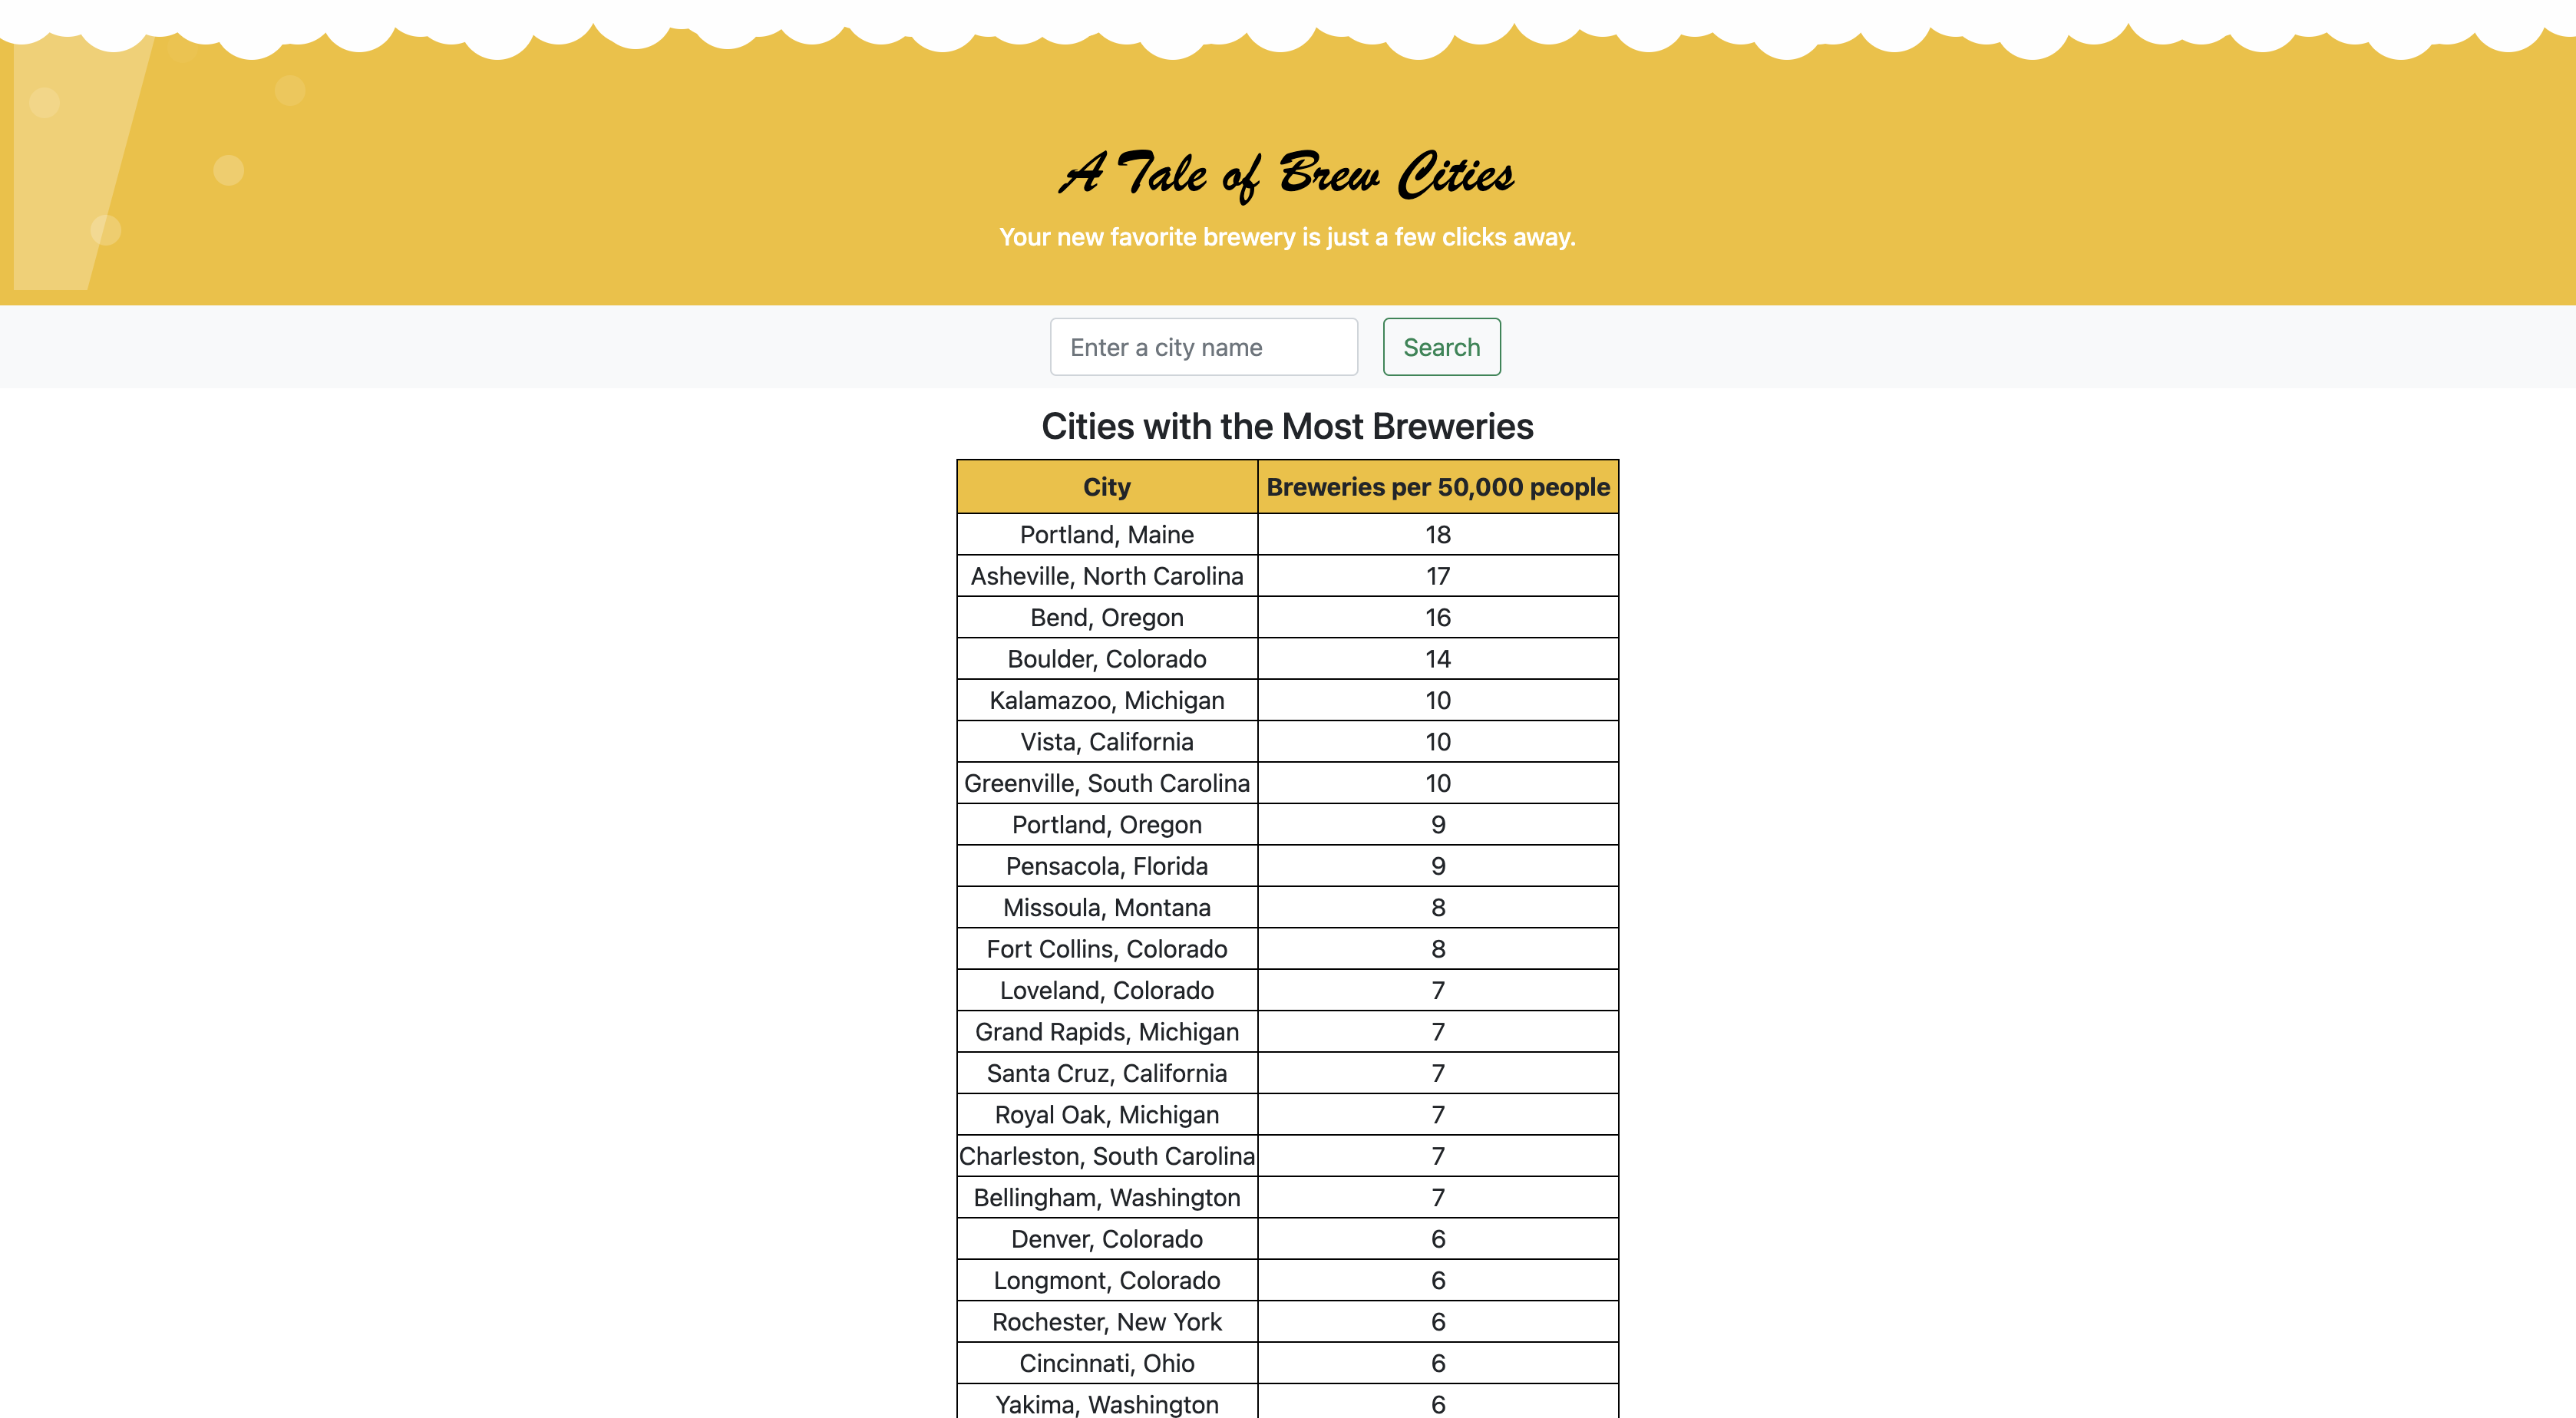 A Tale of Brew Cities
Your new favorite brewery is just a few clicks away.
Enter a city name Search
Cities with the Most Breweries
City Breweries per 50,000 people
Portland, Maine 18
Asheville, North Carolina 17
Bend, Oregon 16
Boulder, Colorado 14
Kalamazoo, Michigan 10
Vista, California 10
Greenville, South Carolina 10
Portland, Oregon 9
Pensacola, Florida 9
Missoula, Montana 8
Fort Collins, Colorado 8
Loveland, Colorado 7
Grand Rapids, Michigan 7
Santa Cruz, California 7
Royal Oak, Michigan 7
Charleston, South Carolina 7
Bellingham, Washington 7
Denver, Colorado 6
Longmont, Colorado 6
Rochester, New York 6
Cincinnati, Ohio 6
Yakima, Washington 6